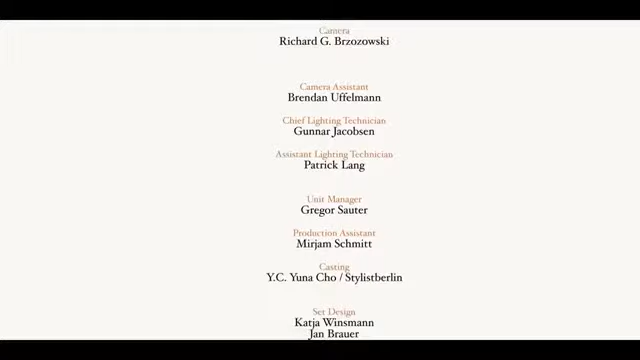 Camera
Richard G. Brzozowski
Camera Assistant
Brendan Uffelmann
Chief Lighting Technician
Gunnar Jacobsen
Assistant Lighting Technician
Patrick Lang
Unit Manager
Gregor Sauter
Production Assistant
Mirjam Schmitt
Casting
Y.C. Yuna Cho / Stylistberlin
Set Design
Katja Winsmann
Jan Brauer